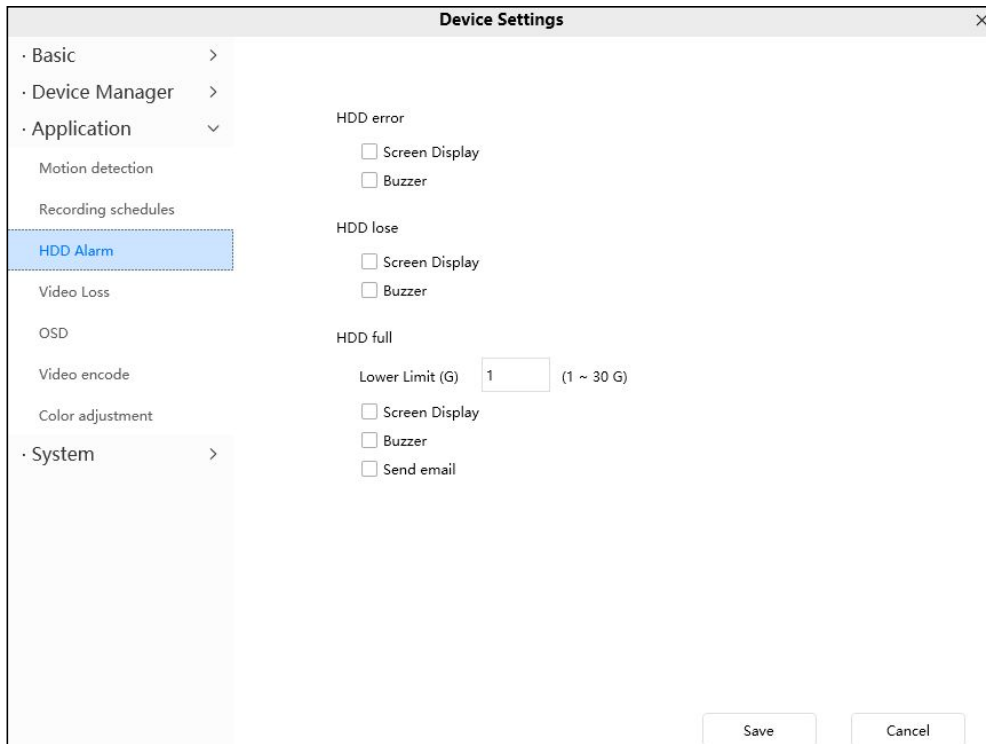 Device Settings
· Basic
· Device Manager
· Application
Motion detection
Recording schedules
HDD Alarm
Video Loss
OSD
Video encode
Color adjustment
· System
HDD error
Screen Display
Buzzer
HDD lose
Screen Display
Buzzer
HDD full
Lower Limit (G) 1 (1 ~ 30 G)
Screen Display
Buzzer
Send email
Save Cancel